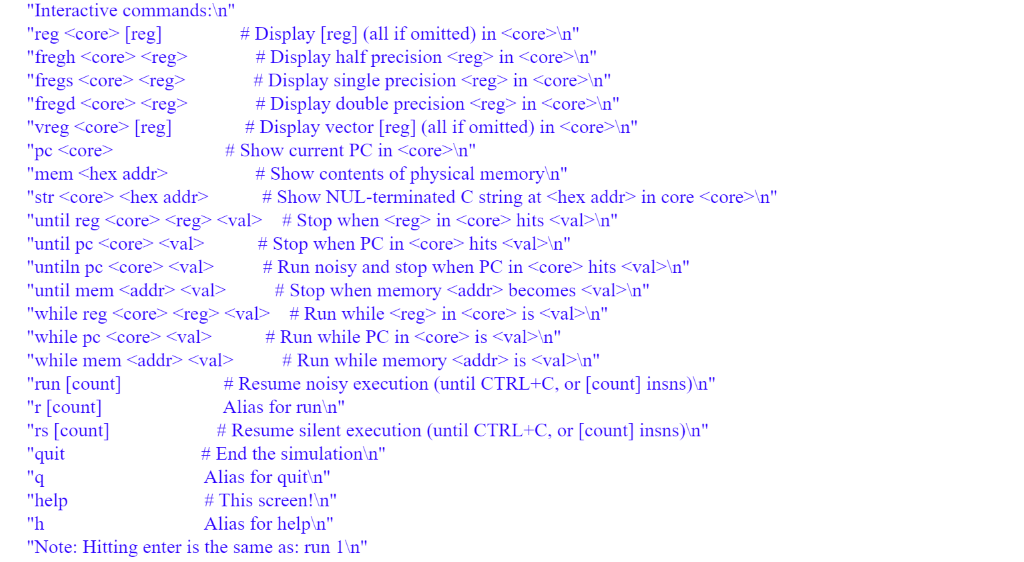 "Interactive commands:\n"
"reg <core> [reg] # Display [reg] (all if omitted) in <core>\n"
"fregh <core> <reg> # Display half precision <reg> in <core>\n"
"fregs <core> <reg> # Display single precision <reg> in <core>\n"
"fregd <core> <reg> # Display double precision <reg> in <core>\n"
"vreg <core> [reg] # Display vector [reg] (all if omitted) in <core>\n"
"pc <core> # Show current PC in <core>\n"
"mem <hex addr> # Show contents of physical memory\n"
"str <core> <hex addr> # Show NUL-terminated C string at <hex addr> in core <core>\n"
"until reg <core> <reg> <val> # Stop when <reg> in <core> hits <val>\n"
"until pc <core> <val> # Stop when PC in <core> hits <val>\n"
"untiln pc <core> <val> # Run noisy and stop when PC in <core> hits <val>\n"
"until mem <addr> <val> # Stop when memory <addr> becomes <val>\n"
"while reg <core> <reg> <val> # Run while <reg> in <core> is <val>\n"
"while pc <core> <val> # Run while PC in <core> is <val>\n"
"while mem <addr> <val> # Run while memory <addr> is <val>\n"
"run [count] # Resume noisy execution (until CTRL+C, or [count] insns)\n"
"r [count] Alias for run\n"
"rs [count] # Resume silent execution (until CTRL+C, or [count] insns)\n"
"quit # End the simulation\n"
"q Alias for quit\n"
"help # This screen!\n"
"h Alias for help\n"
"Note: Hitting enter is the same as: run 1\n"